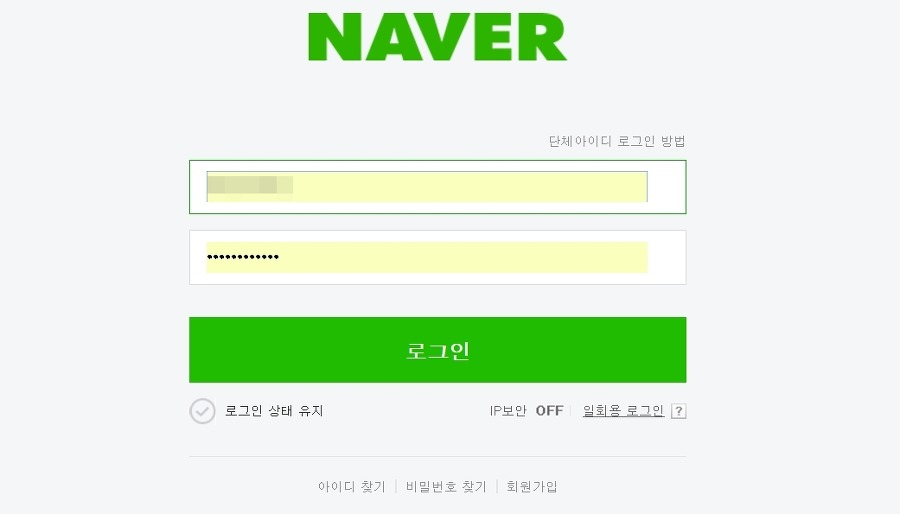 NAVER
단체아이디 로그인 방법
••••••••••••
로그인
로그인 상태 유지 IP보안 OFF 일회용 로그인 ?
아이디 찾기 비밀번호 찾기 회원가입